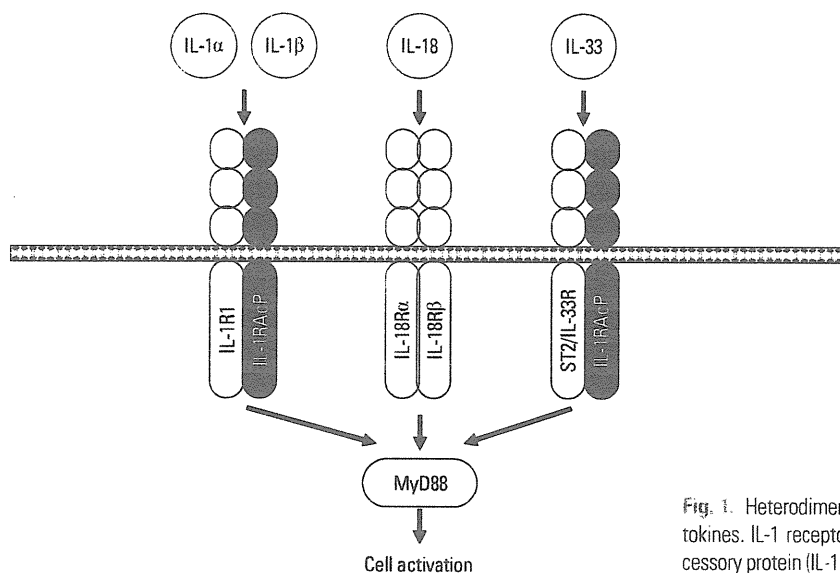 IL-1α
IL-1β
IL-18
IL-33
IL-1R1
IL-1RAcP
IL-18Rα
IL-18Rβ
ST2/IL-33R
IL-1RAcP
MyD88
Cell activation
Fig. 1. Heterodimer
tokines. IL-1 recepto
cessory protein (IL-1